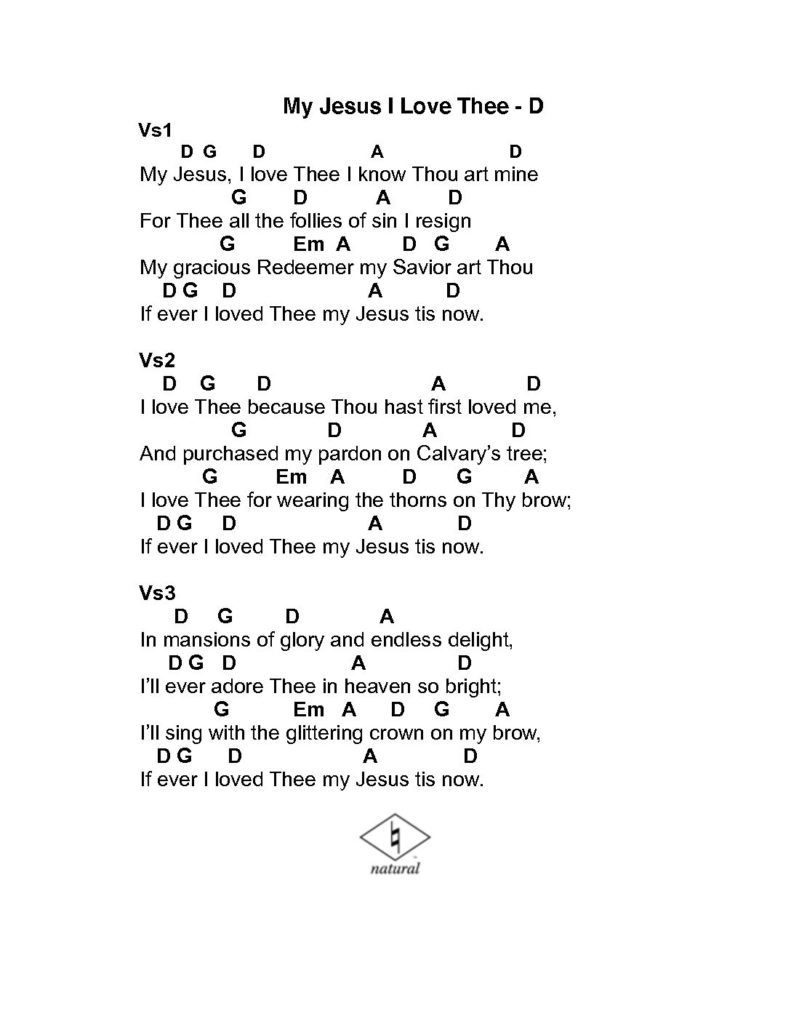 My Jesus I Love Thee - D
Vs1
D G D A D
My Jesus, I love Thee I know Thou art mine
G D A D
For Thee all the follies of sin I resign
G Em A D G A
My gracious Redeemer my Savior art Thou
D G D A D
If ever I loved Thee my Jesus tis now.
Vs2
D G D A D
I love Thee because Thou hast first loved me,
G D A D
And purchased my pardon on Calvary’s tree;
G Em A D G A
I love Thee for wearing the thorns on Thy brow;
D G D A D
If ever I loved Thee my Jesus tis now.
Vs3
D G D A
In mansions of glory and endless delight,
D G D A D
I’ll ever adore Thee in heaven so bright;
G Em A D G A
I’ll sing with the glittering crown on my brow,
D G D A D
If ever I loved Thee my Jesus tis now.
♮
natural